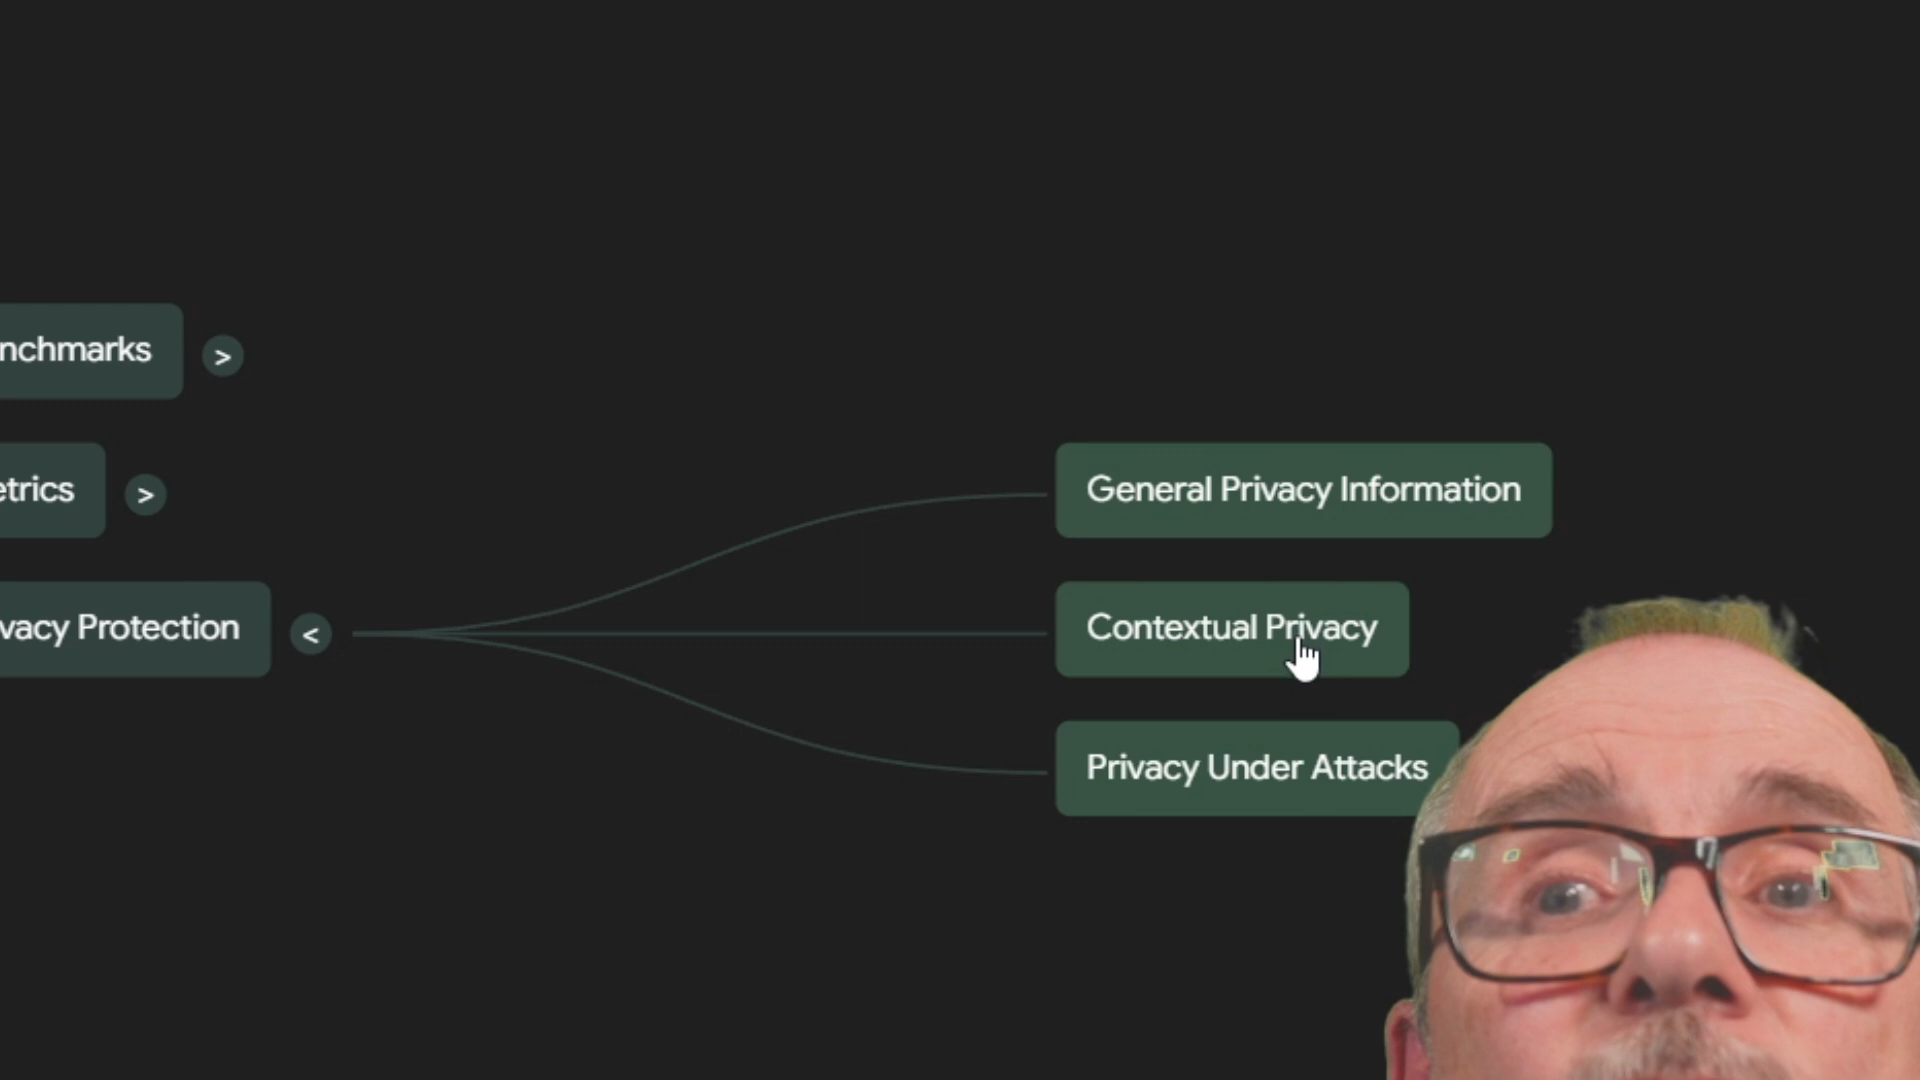 nchmarks
>
etrics
>
General Privacy Information
vacy Protection
<
Contextual Privacy
Privacy Under Attacks